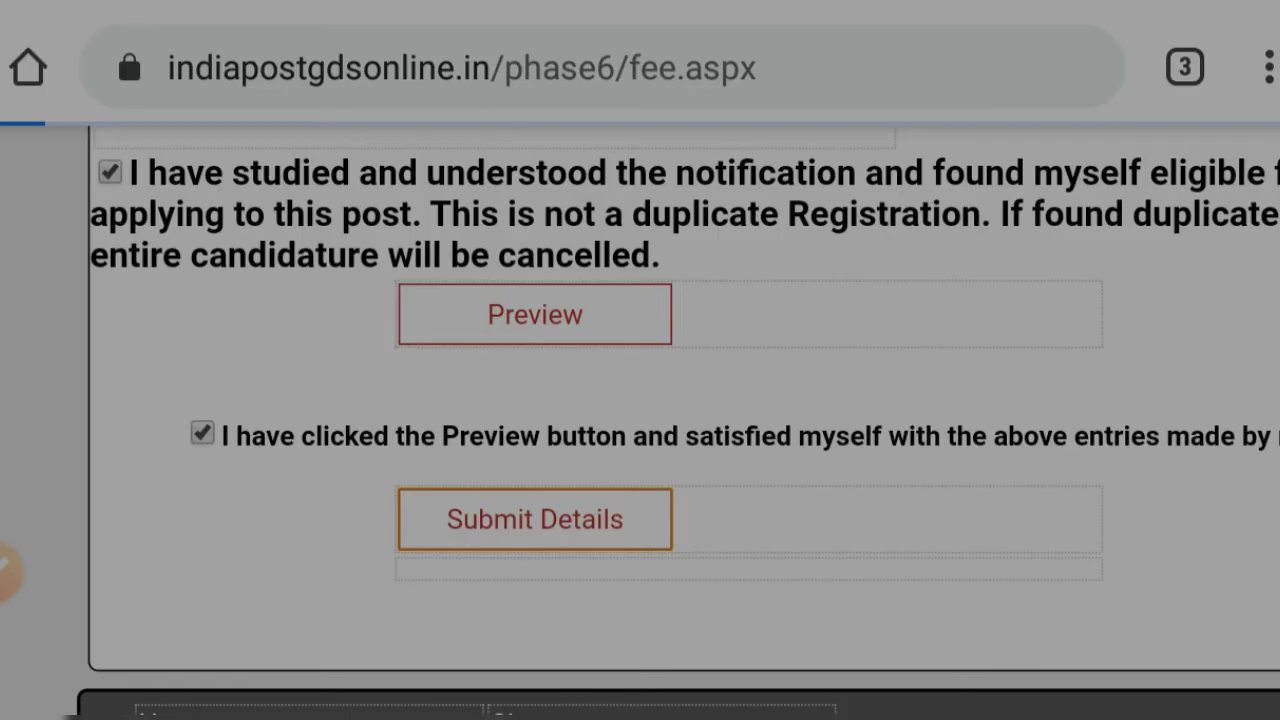 indiapostgdsonline.in/phase6/fee.aspx
3
I have studied and understood the notification and found myself eligible
applying to this post. This is not a duplicate Registration. If found duplicate
entire candidature will be cancelled.
Preview
I have clicked the Preview button and satisfied myself with the above entries made by
Submit Details